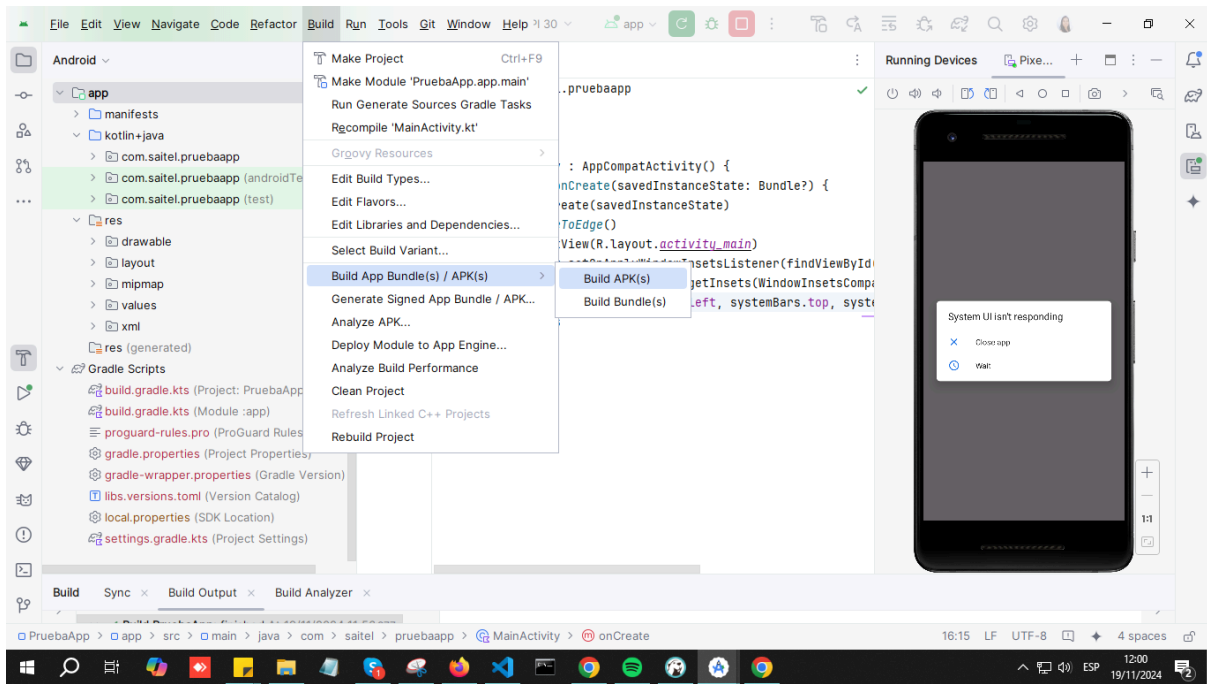 File Edit View Navigate Code Refactor Build Run Tools Git Window Help I 30 app
Android
Running Devices Pixe...
app
manifests
kotlin+java
com.saitel.pruebaapp
com.saitel.pruebaapp (androidTe
com.saitel.pruebaapp (test)
res
drawable
layout
mipmap
values
xml
res (generated)
Gradle Scripts
build.gradle.kts (Project: PruebaApp
build.gradle.kts (Module :app)
proguard-rules.pro (ProGuard Rules
gradle.properties (Project Properties)
gradle-wrapper.properties (Gradle Version)
libs.versions.toml (Version Catalog)
local.properties (SDK Location)
settings.gradle.kts (Project Settings)
Make Project Ctrl+F9
Make Module 'PruebaApp.app.main'
Run Generate Sources Gradle Tasks
Recompile 'MainActivity.kt'
Groovy Resources
Edit Build Types...
Edit Flavors...
Edit Libraries and Dependencies...
Select Build Variant...
Build App Bundle(s) / APK(s)
Generate Signed App Bundle / APK...
Analyze APK...
Deploy Module to App Engine...
Analyze Build Performance
Clean Project
Refresh Linked C++ Projects
Rebuild Project
Build APK(s)
Build Bundle(s)
.pruebaapp
: AppCompatActivity() {
onCreate(savedInstanceState: Bundle?) {
eate(savedInstanceState)
ToEdge()
View(R.layout.activity_main)
setOnApplyWindowInsetsListener(findViewById(
getInsets(WindowInsetsCompa
left, systemBars.top, syste
System UI isn't responding
Close app
Wait
1:1
Build Sync Build Output Build Analyzer
PruebaApp > app > src > main > java > com > saitel > pruebaapp > MainActivity > onCreate
16:15 LF UTF-8 4 spaces
ESP 12:00
19/11/2024 2